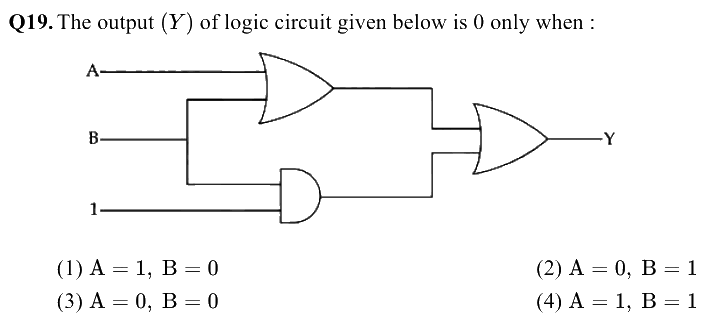 Q19. The output (Y) of logic circuit given below is 0 only when :
A
B
Y
1
(1) A = 1, B = 0
(2) A = 0, B = 1
(3) A = 0, B = 0
(4) A = 1, B = 1